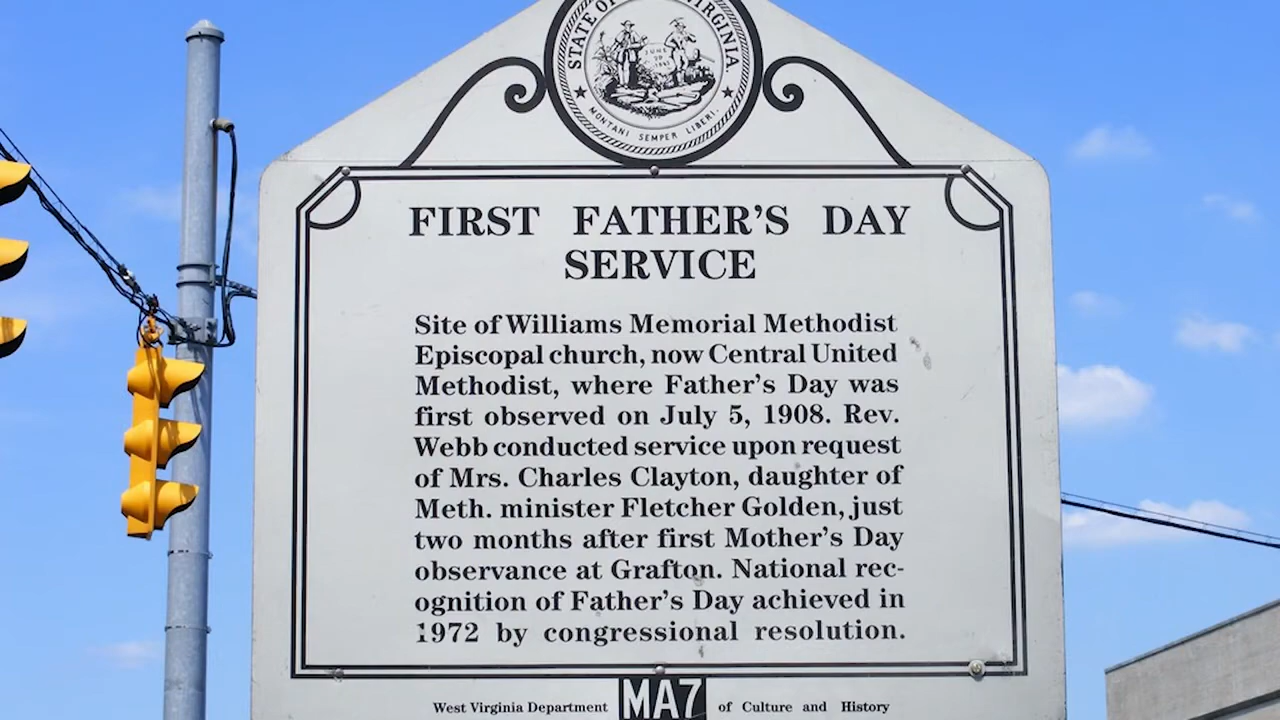 STATE OF VIRGINIA
JUNE
MONTANI SEMPER LIBERI.
FIRST FATHER'S DAY
SERVICE
Site of Williams Memorial Methodist
Episcopal church, now Central United
Methodist, where Father's Day was
first observed on July 5, 1908. Rev.
Webb conducted service upon request
of Mrs. Charles Clayton, daughter of
Meth. minister Fletcher Golden, just
two months after first Mother's Day
observance at Grafton. National rec-
ognition of Father's Day achieved in
1972 by congressional resolution.
West Virginia Department MA7 of Culture and History